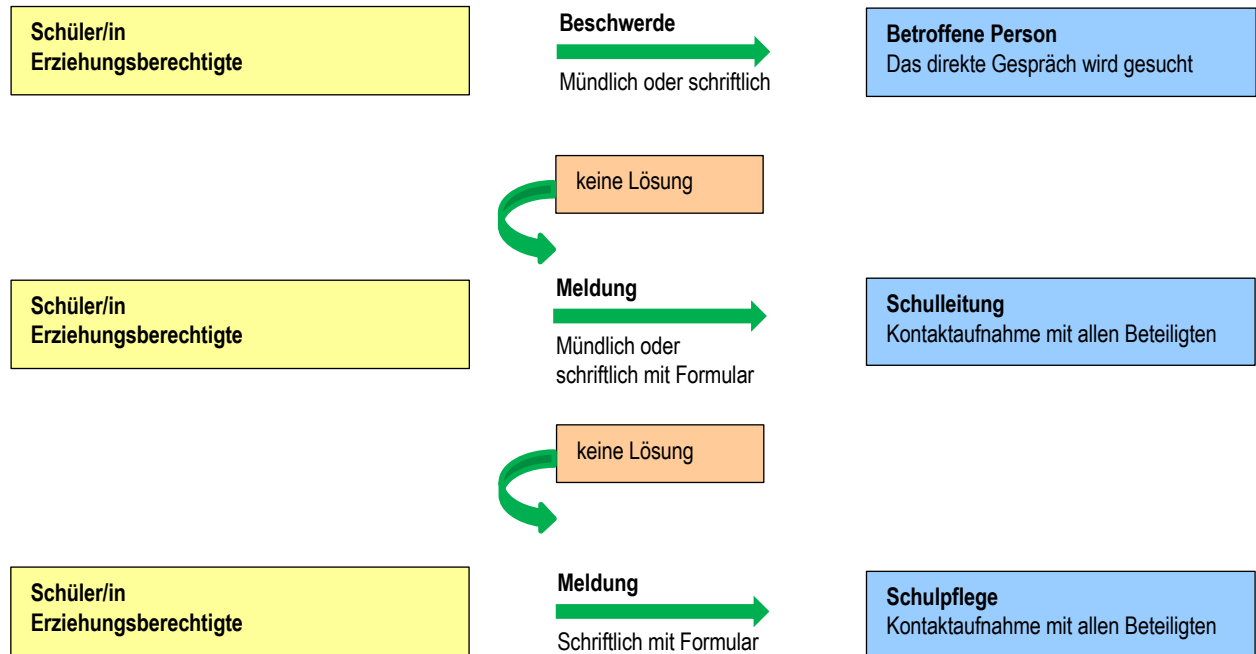 Schüler/in
Erziehungsberechtigte
Beschwerde
Mündlich oder schriftlich
Betroffene Person
Das direkte Gespräch wird gesucht
keine Lösung
Schüler/in
Erziehungsberechtigte
Meldung
Mündlich oder
schriftlich mit Formular
Schulleitung
Kontaktaufnahme mit allen Beteiligten
keine Lösung
Schüler/in
Erziehungsberechtigte
Meldung
Schriftlich mit Formular
Schulpflege
Kontaktaufnahme mit allen Beteiligten